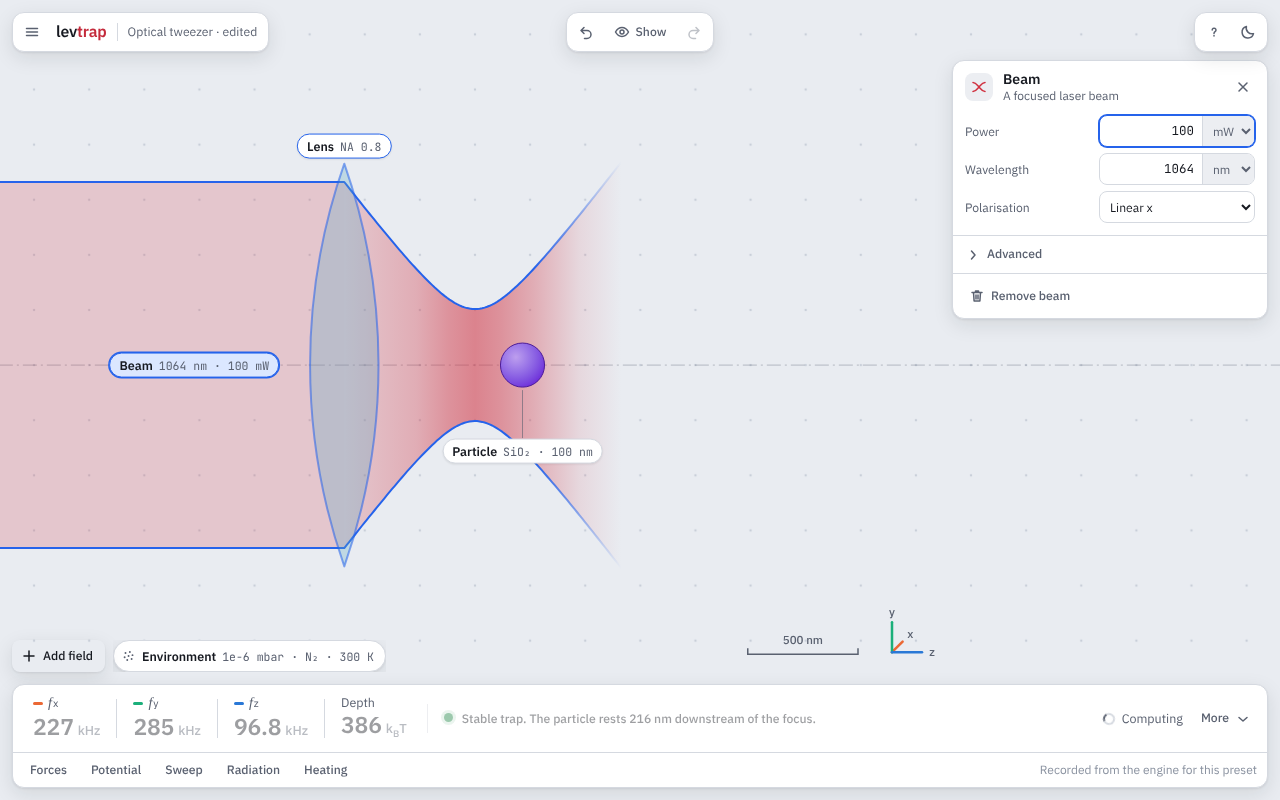 levtrap Optical tweezer · edited
Show
?
Beam
A focused laser beam
Power 100 mW
Wavelength 1064 nm
Polarisation Linear x
Advanced
Remove beam
Lens NA 0.8
Beam 1064 nm · 100 mW
Particle SiO₂ · 100 nm
500 nm
y
x
z
Add field
Environment 1e-6 mbar · N₂ · 300 K
fx
227 kHz
fy
285 kHz
fz
96.8 kHz
Depth
386 k_BT
Stable trap. The particle rests 216 nm downstream of the focus.
Computing
More
Forces Potential Sweep Radiation Heating
Recorded from the engine for this preset